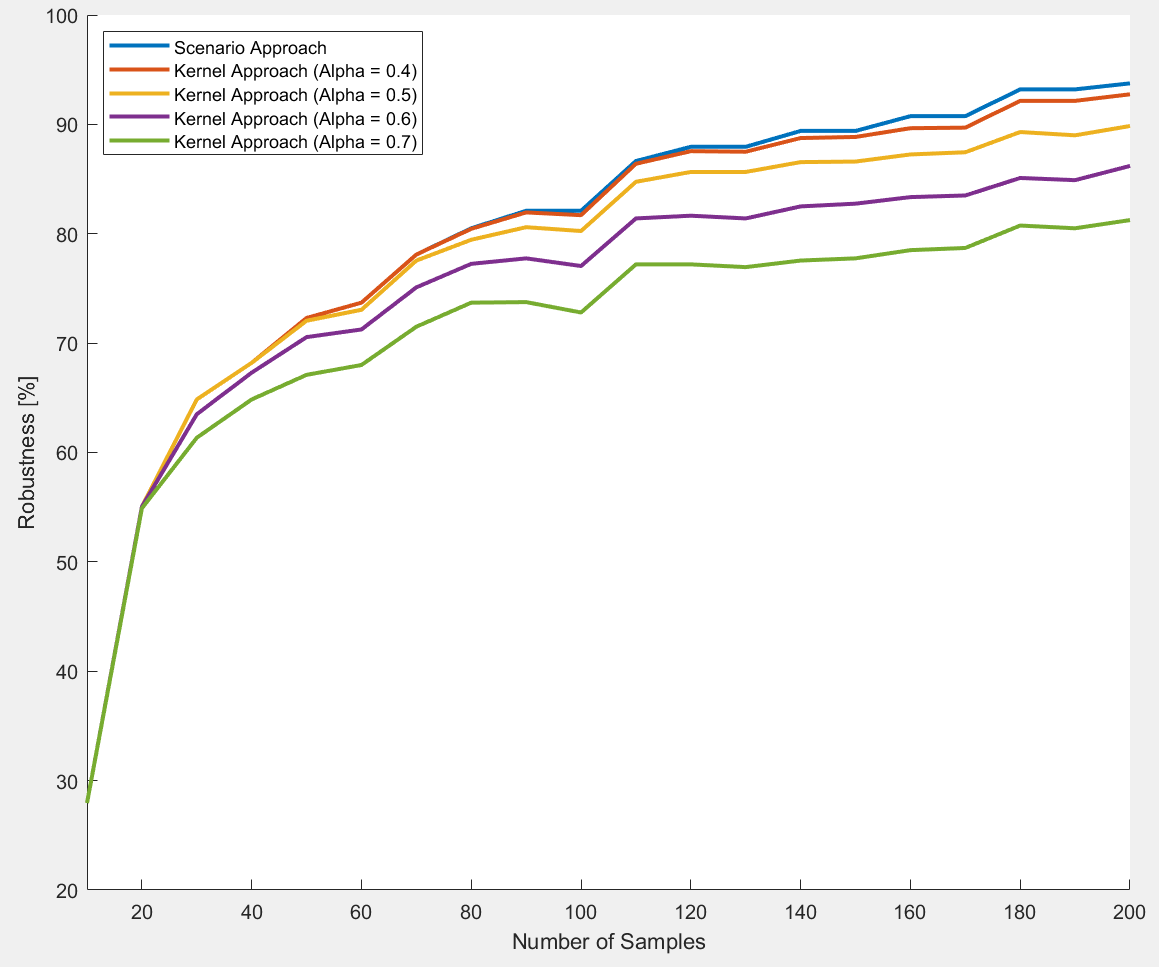 100
90
80
70
60
50
40
30
20
Robustness [%]
Scenario Approach
Kernel Approach (Alpha = 0.4)
Kernel Approach (Alpha = 0.5)
Kernel Approach (Alpha = 0.6)
Kernel Approach (Alpha = 0.7)
20 40 60 80 100 120 140 160 180 200
Number of Samples